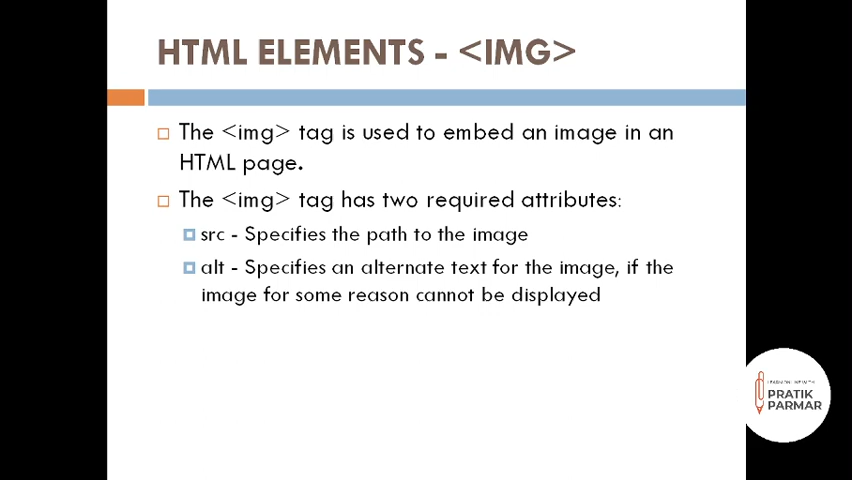 HTML ELEMENTS - <IMG>
The <img> tag is used to embed an image in an
HTML page.
The <img> tag has two required attributes:
src - Specifies the path to the image
alt - Specifies an alternate text for the image, if the
image for some reason cannot be displayed
PRATIK
PARMAR